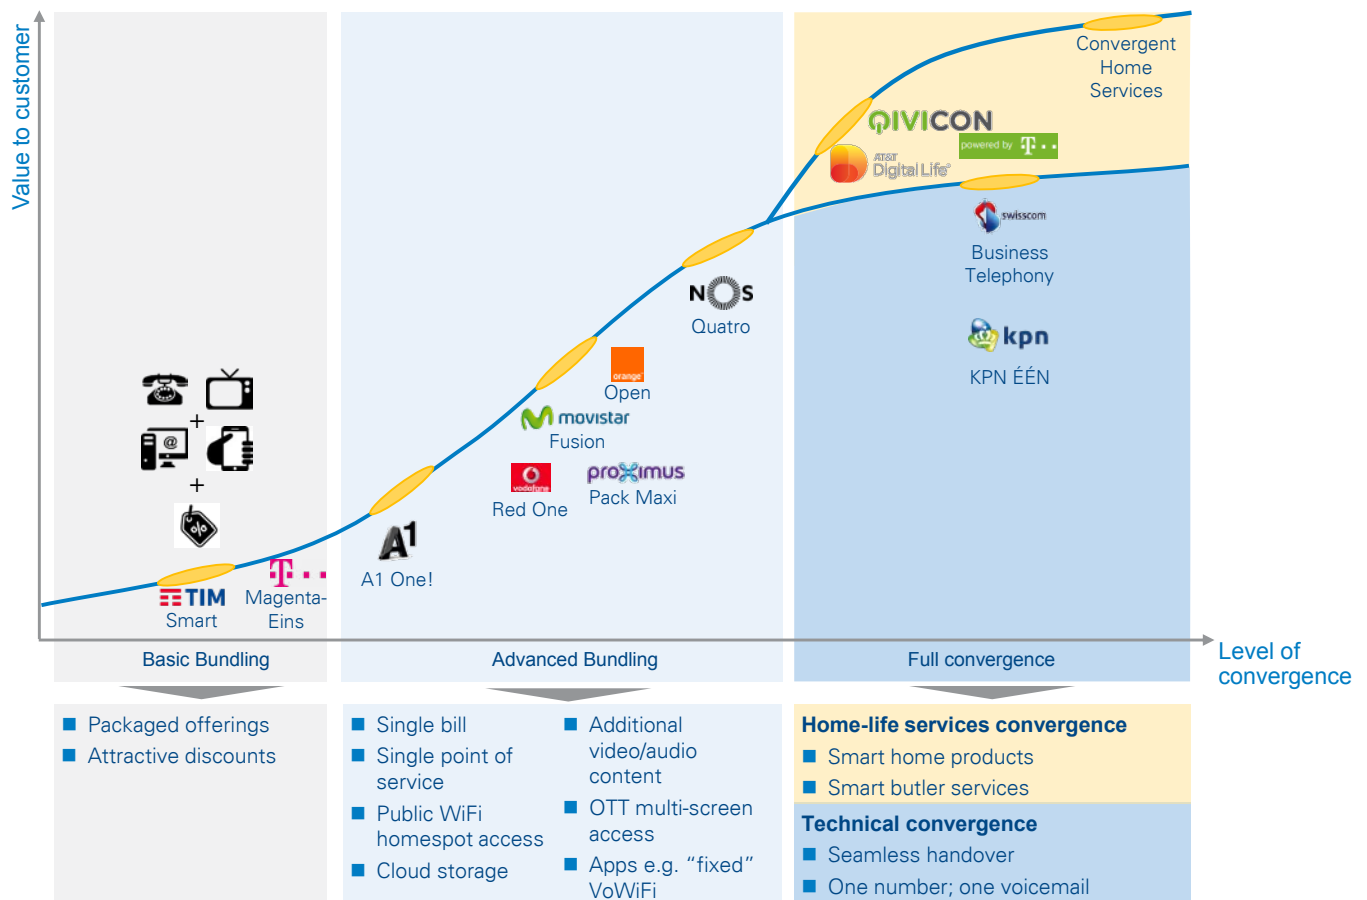 Value to customer
Convergent
Home
Services
QIVICON
powered by T··
AT&T
Digital Life®
swisscom
Business
Telephony
NOS
Quatro
kpn
KPN ÉÉN
orange™
Open
movistar
Fusion
vodafone
Red One
proximus
Pack Maxi
+
@
+
%
A1
A1 One!
TIM
Smart
T··
Magenta-
Eins
Basic Bundling
Advanced Bundling
Full convergence
Level of
convergence
Packaged offerings
Attractive discounts
Single bill
Single point of
service
Public WiFi
homespot access
Cloud storage
Additional
video/audio
content
OTT multi-screen
access
Apps e.g. “fixed”
VoWiFi
Home-life services convergence
Smart home products
Smart butler services
Technical convergence
Seamless handover
One number; one voicemail